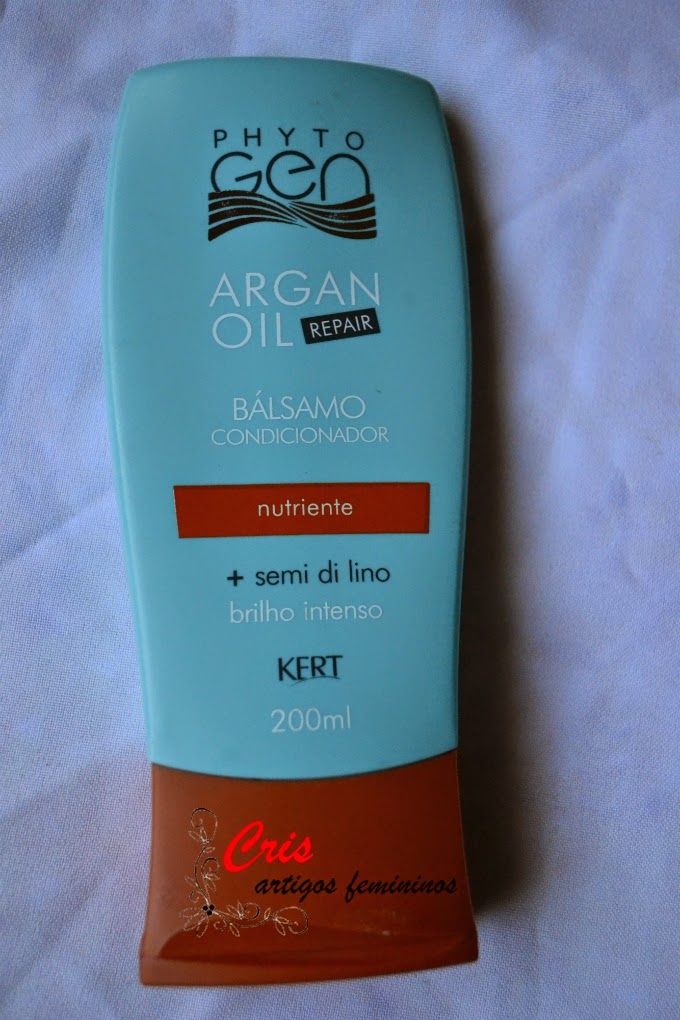 PHYTO
Gen
ARGAN
OIL REPAIR
BÁLSAMO
CONDICIONADOR
nutriente
+ semi di lino
brilho intenso
KERT
200ml
Cris
artigos femininos